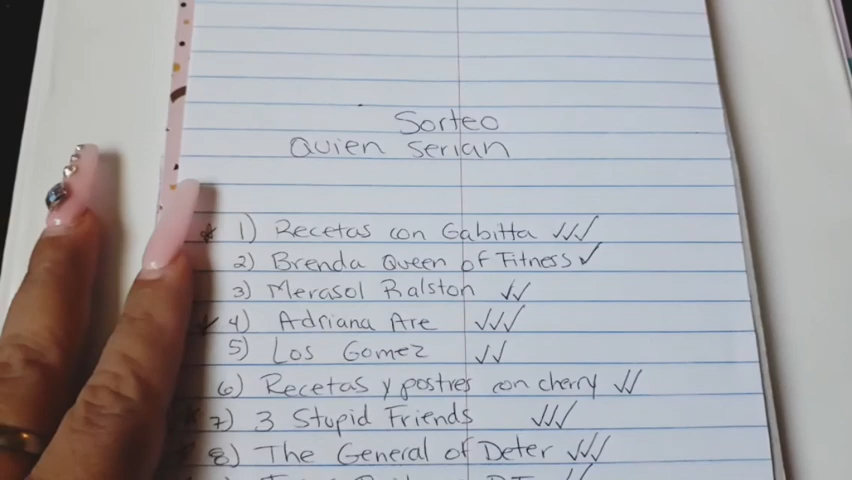 Sorteo
Quien serian
* 1) Recetas con Gabitta ✓✓✓
2) Brenda Queen of Fitness ✓
3) Merasol Ralston ✓✓
4) Adriana Are ✓✓✓
5) Los Gomez ✓✓
6) Recetas y postres con cherry ✓✓
7) 3 Stupid Friends ✓✓✓
8) The General of Deter ✓✓✓